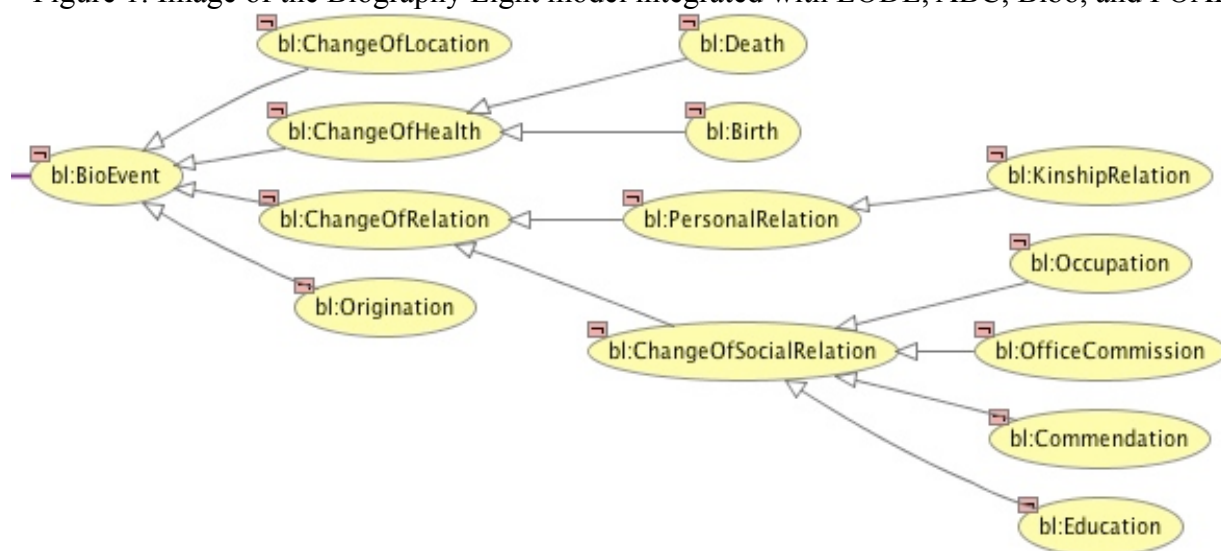 Figure 1. Image of the Biography Light model integrated with LODE, ABC, Bibo, and FOAF
bl:ChangeOfLocation
bl:Death
bl:ChangeOfHealth
bl:Birth
bl:BioEvent
bl:KinshipRelation
bl:ChangeOfRelation
bl:PersonalRelation
bl:Occupation
bl:Origination
bl:ChangeOfSocialRelation
bl:OfficeCommission
bl:Commendation
bl:Education